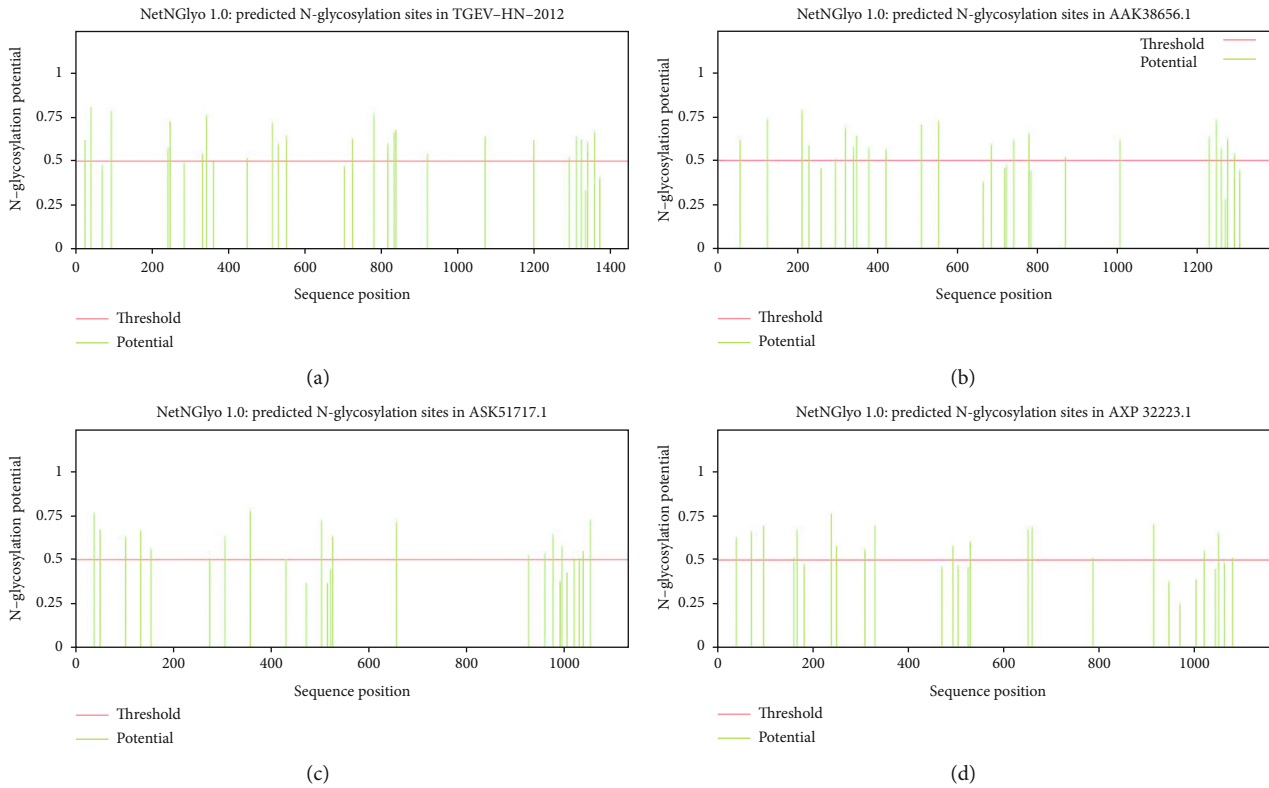 NetNGlyo 1.0: predicted N-glycosylation sites in TGEV–HN–2012
N–glycosylation potential
1
0.75
0.5
0.25
0
0 200 400 600 800 1000 1200 1400
Sequence position
Threshold
Potential
(a)
NetNGlyo 1.0: predicted N-glycosylation sites in AAK38656.1
Threshold
Potential
N–glycosylation potential
1
0.75
0.5
0.25
0
0 200 400 600 800 1000 1200
Sequence position
Threshold
Potential
(b)
NetNGlyo 1.0: predicted N-glycosylation sites in ASK51717.1
N–glycosylation potential
1
0.75
0.5
0.25
0
0 200 400 600 800 1000
Sequence position
Threshold
Potential
(c)
NetNGlyo 1.0: predicted N-glycosylation sites in AXP 32223.1
N–glycosylation potential
1
0.75
0.5
0.25
0
0 200 400 600 800 1000
Sequence position
Threshold
Potential
(d)